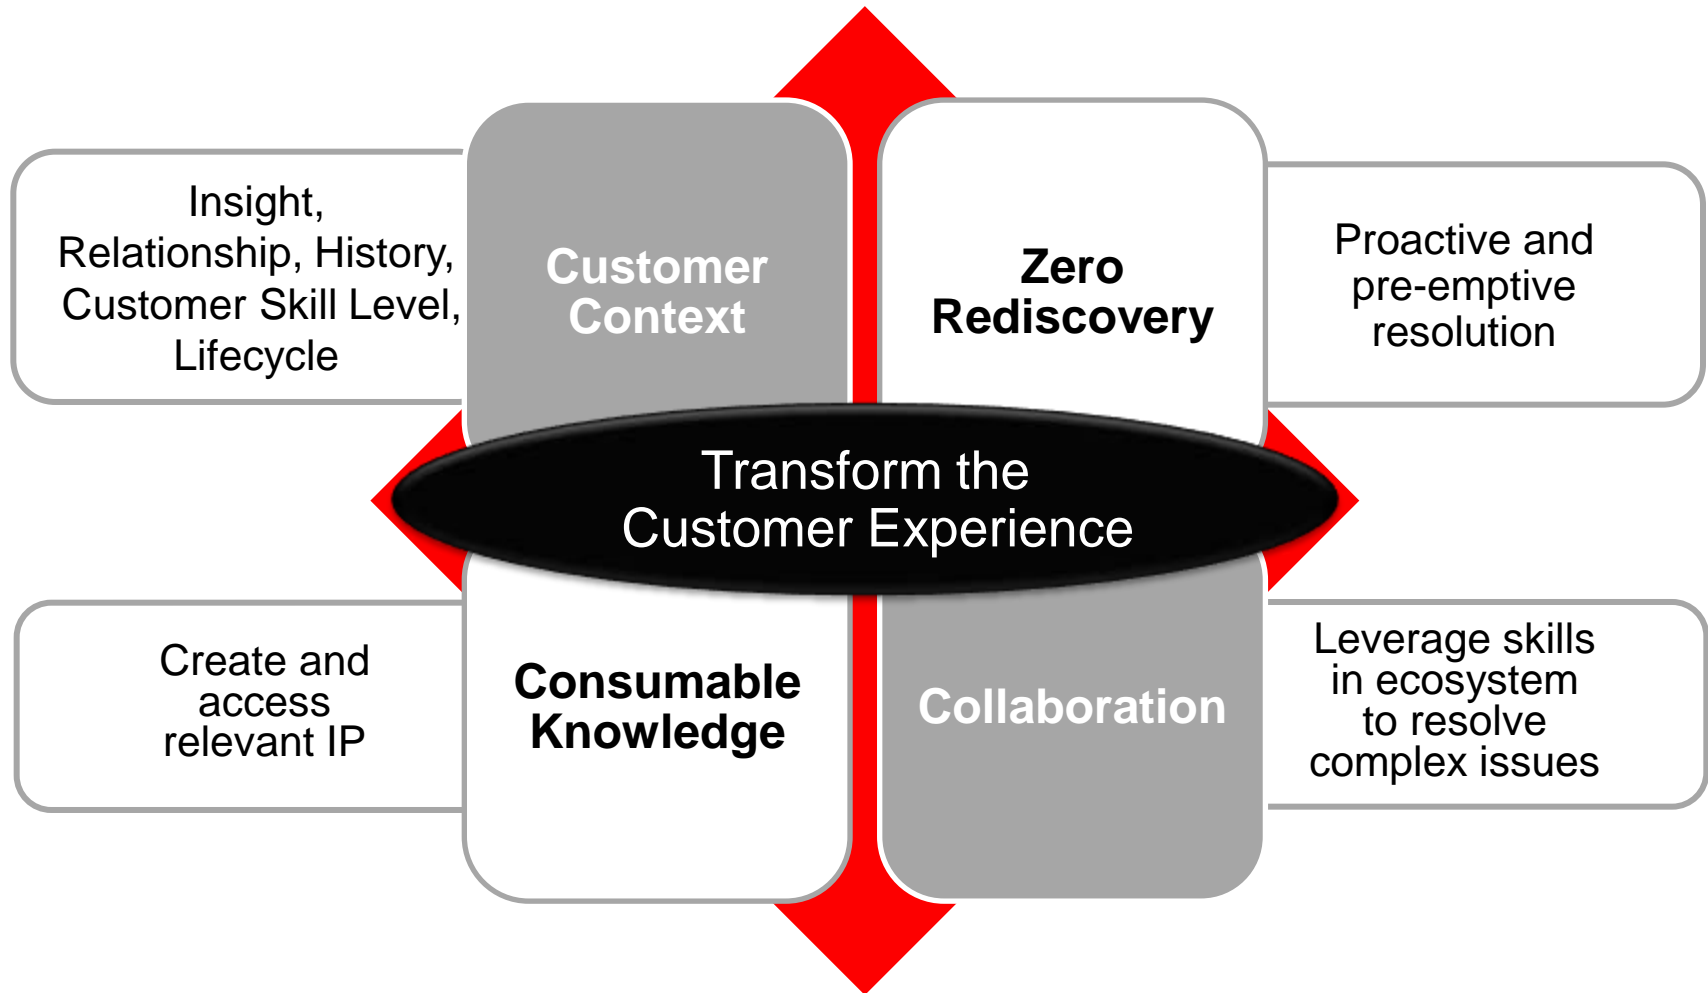 Insight,
Relationship, History,
Customer Skill Level,
Lifecycle
Customer
Context
Zero
Rediscovery
Proactive and
pre-emptive
resolution
Transform the
Customer Experience
Create and
access
relevant IP
Consumable
Knowledge
Collaboration
Leverage skills
in ecosystem
to resolve
complex issues